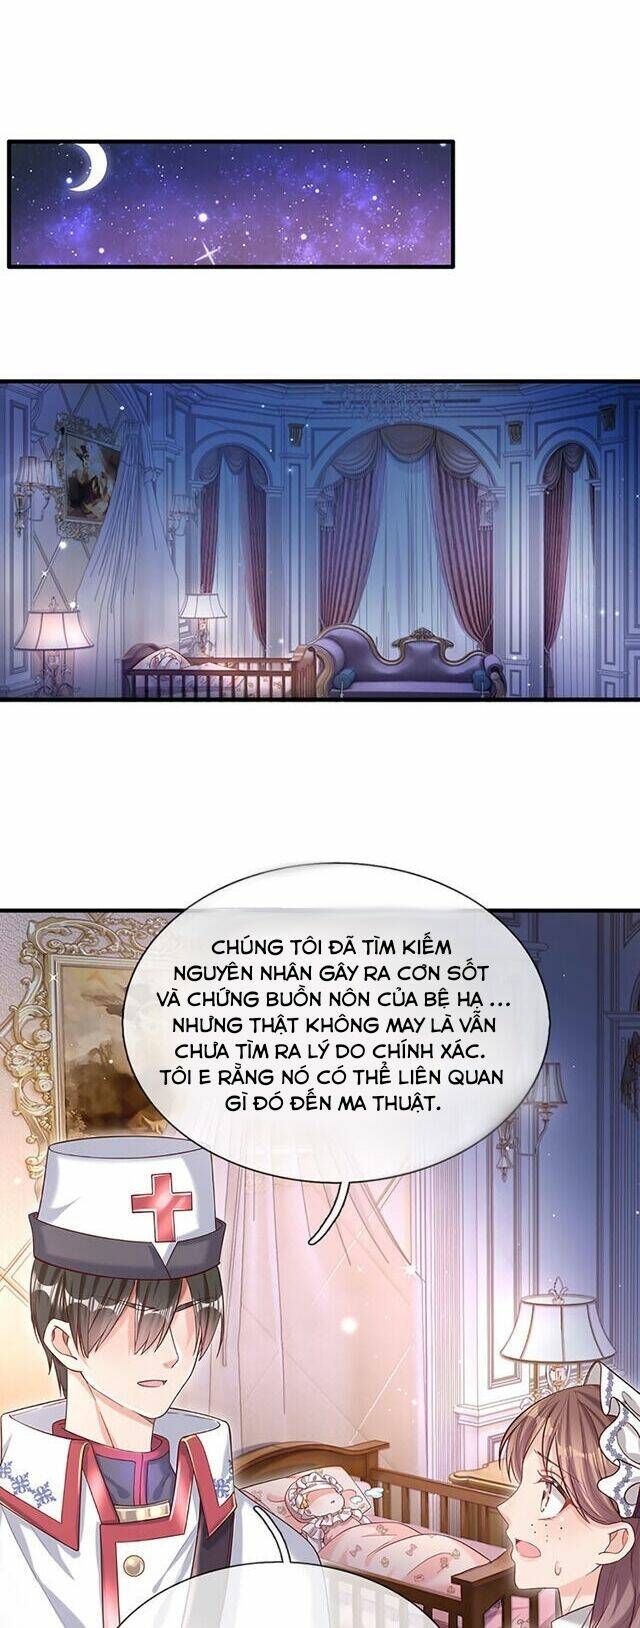 CHÚNG TÔI ĐÃ TÌM KIẾM
NGUYÊN NHÂN GÂY RA CƠN SỐT
VÀ CHỨNG BUỒN NÔN CỦA BỆ HẠ ...
NHƯNG THẬT KHÔNG MAY LÀ VẪN
CHƯA TÌM RA LÝ DO CHÍNH XÁC.
TÔI E RẰNG NÓ CÓ THỂ LIÊN QUAN
GÌ ĐÓ ĐẾN MA THUẬT.